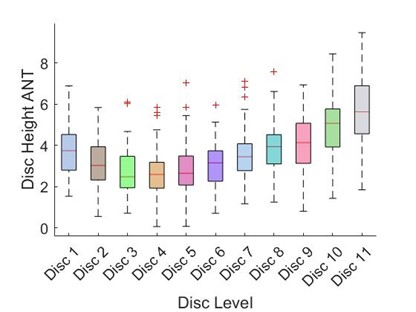 Disc Height ANT
8
6
4
2
0
Disc 1
Disc 2
Disc 3
Disc 4
Disc 5
Disc 6
Disc 7
Disc 8
Disc 9
Disc 10
Disc 11
Disc Level